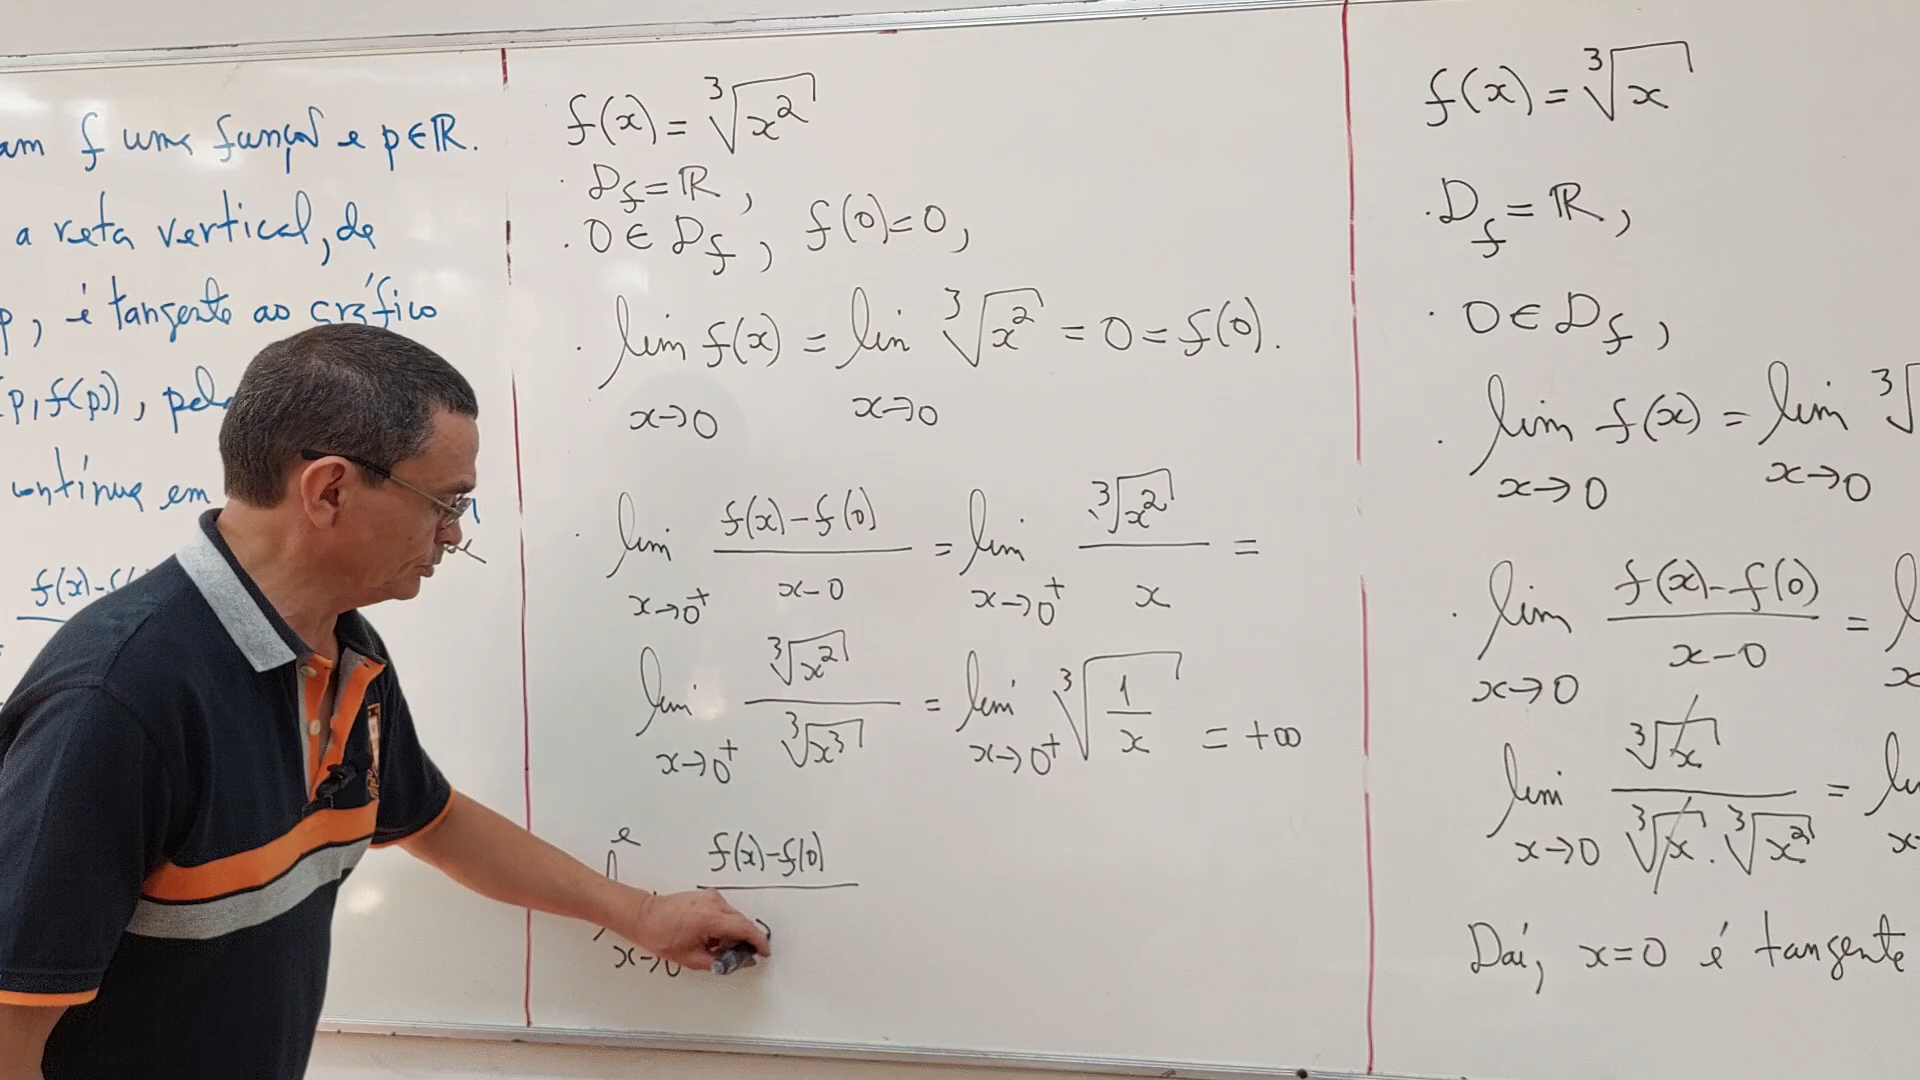 am f uma função e p∈ℝ.
a reta vertical, de
p, é tangente ao gráfico
(p, f(p)),
contínua em
f(x)-f(
f(x) = ∛x²
· D_f = ℝ,
· 0 ∈ D_f, f(0)=0,
· lim f(x) = lim ∛x² = 0 = f(0).
x→0 x→0
· lim f(x)-f(0) / x-0 = lim ∛x² / x =
x→0⁺ x→0⁺
lim ∛x² / ∛x³ = lim ∛(1/x) = +∞
x→0⁺ x→0⁺
e
f(x)-f(0)
x→0
f(x) = ∛x
· D_f = ℝ,
· 0 ∈ D_f,
· lim f(x) = lim ∛
x→0 x→0
· lim f(x)-f(0) / x-0 =
x→0
lim ∛x / ∛x · ∛x² =
x→0
Daí, x=0 é tangente